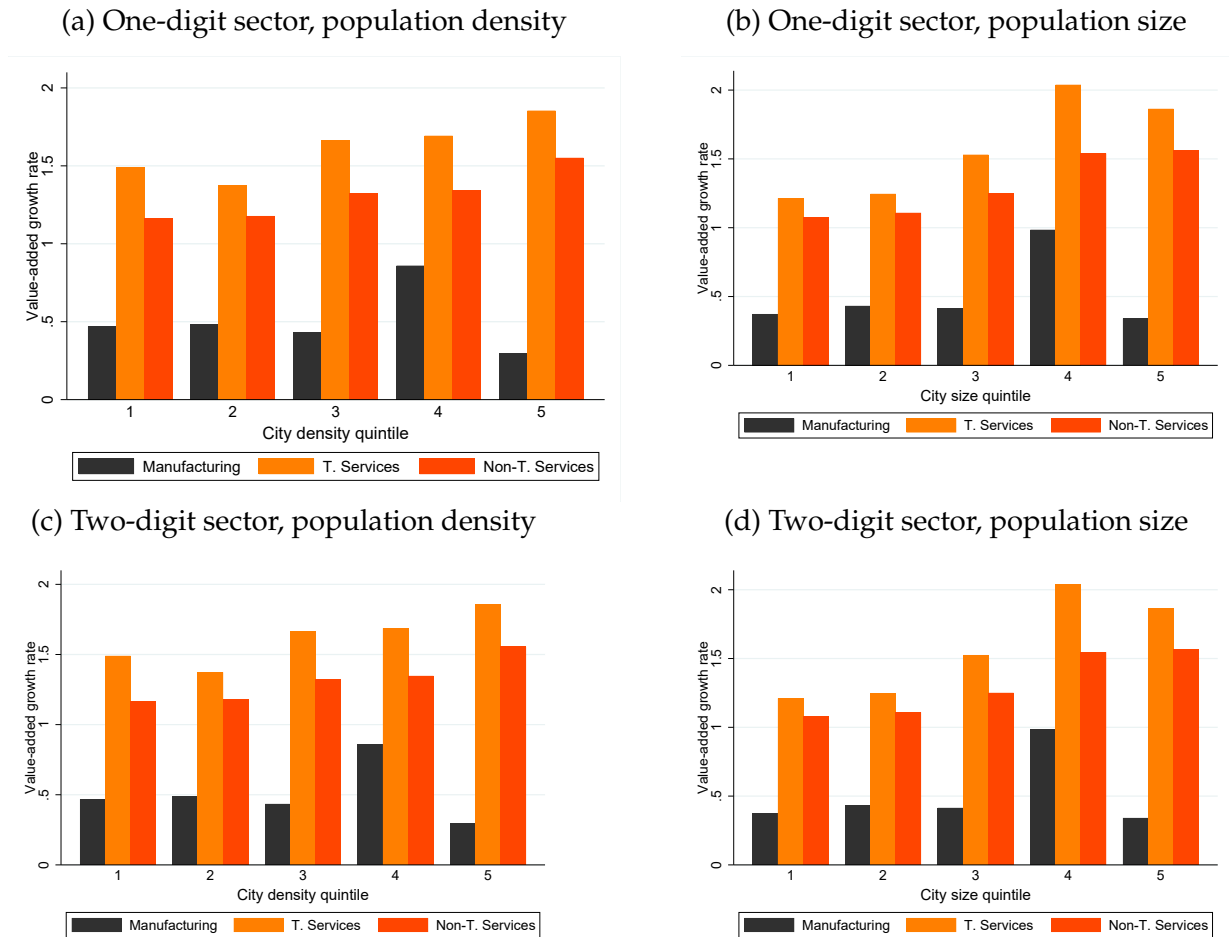 (a) One-digit sector, population density
Value-added growth rate
2
1.5
1
.5
0
1 2 3 4 5
City density quintile
Manufacturing T. Services Non-T. Services
(b) One-digit sector, population size
Value-added growth rate
2
1.5
1
.5
0
1 2 3 4 5
City size quintile
Manufacturing T. Services Non-T. Services
(c) Two-digit sector, population density
Value-added growth rate
2
1.5
1
.5
0
1 2 3 4 5
City density quintile
Manufacturing T. Services Non-T. Services
(d) Two-digit sector, population size
Value-added growth rate
2
1.5
1
.5
0
1 2 3 4 5
City size quintile
Manufacturing T. Services Non-T. Services